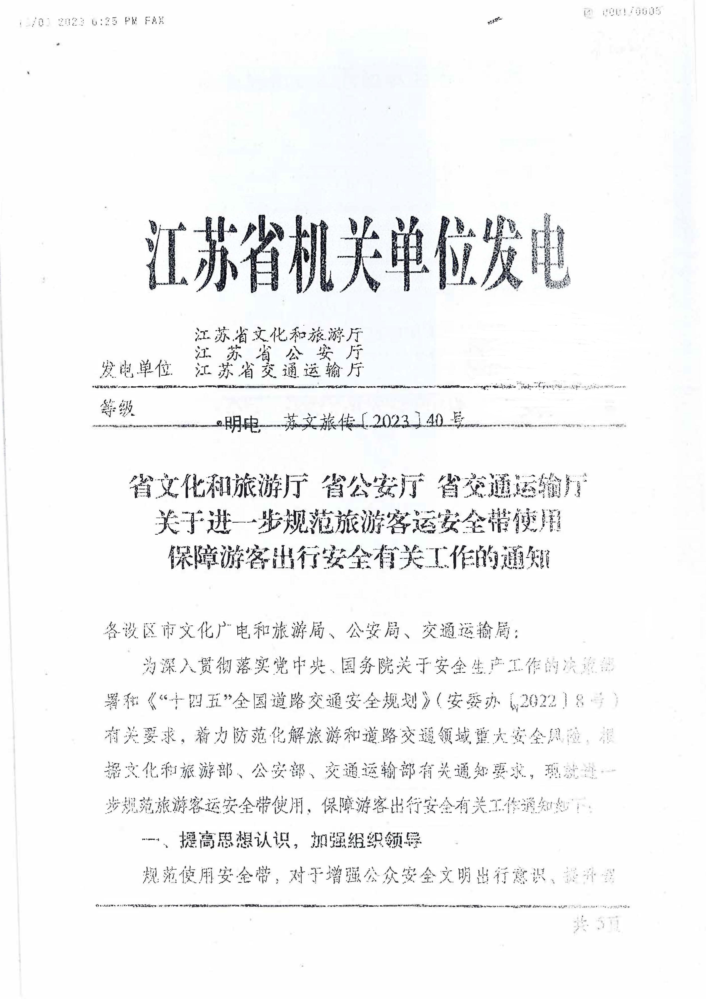 2023 6:25 PM FAX
0001/0005
江苏省机关单位发电
江苏省文化和旅游厅
江苏省公安厅
发电单位 江苏省交通运输厅
等级
明电 苏文旅传〔2023〕40号
省文化和旅游厅 省公安厅 省交通运输厅
关于进一步规范旅游客运安全带使用
保障游客出行安全有关工作的通知
各设区市文化广电和旅游局、公安局、交通运输局：
为深入贯彻落实党中央、国务院关于安全生产工作的决策部
署和《“十四五”全国道路交通安全规划》（安委办〔2022〕8号）
有关要求，着力防范化解旅游和道路交通领域重大安全风险，根
据文化和旅游部、公安部、交通运输部有关通知要求，现就进一
步规范旅游客运安全带使用，保障游客出行安全有关工作通知如下：
一、提高思想认识，加强组织领导
规范使用安全带，对于增强公众安全文明出行意识、提升
共 页